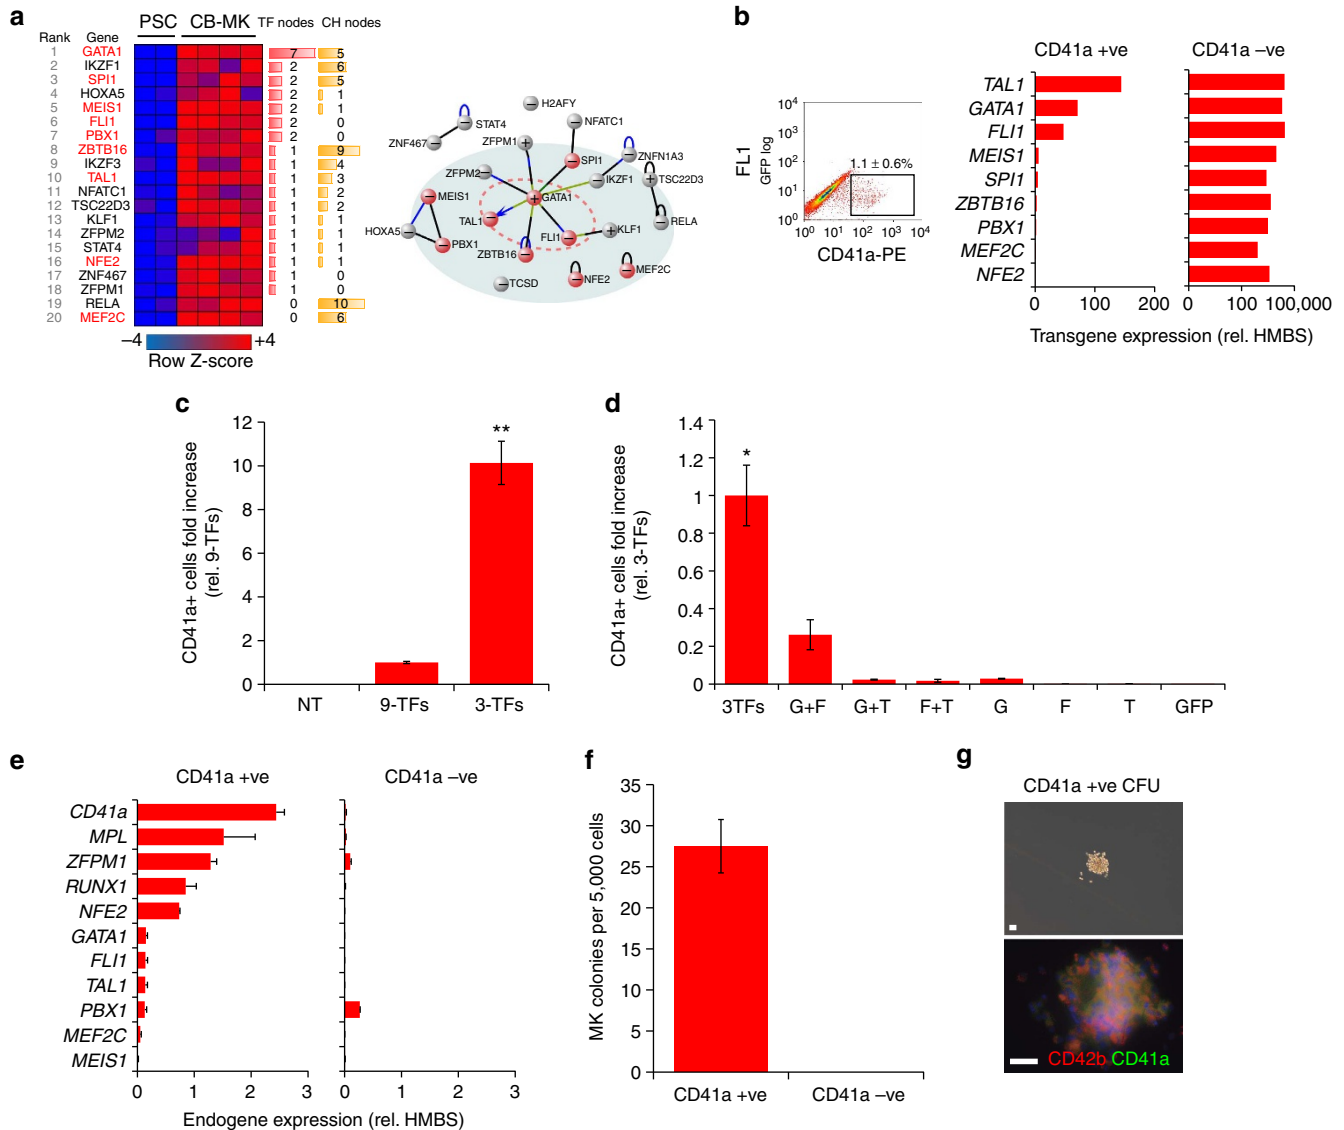 a
PSC CB-MK TF nodes CH nodes
Rank Gene
1 GATA1 7 5
2 IKZF1 2 6
3 SPI1 2 5
4 HOXA5 2 1
5 MEIS1 2 1
6 FLI1 2 0
7 PBX1 2 0
8 ZBTB16 1 9
9 IKZF3 1 4
10 TAL1 1 3
11 NFATC1 1 2
12 TSC22D3 1 2
13 KLF1 1 1
14 ZFPM2 1 1
15 STAT4 1 1
16 NFE2 1 1
17 ZNF467 1 0
18 ZFPM1 1 0
19 RELA 0 10
20 MEF2C 0 6
−4 +4
Row Z-score
H2AFY
STAT4
NFATC1
ZNF467
ZFPM1
SPI1
ZNFN1A3
ZFPM2
IKZF1
TSC22D3
MEIS1
GATA1
TAL1
RELA
HOXA5
PBX1
FLI1
KLF1
ZBTB16
TCSD
NFE2
MEF2C
b
FL1
GFP log
10⁴
10³
10²
10¹
10⁰
1.1 ± 0.6%
10⁰ 10¹ 10² 10³ 10⁴
CD41a-PE
CD41a +ve CD41a −ve
TAL1
GATA1
FLI1
MEIS1
SPI1
ZBTB16
PBX1
MEF2C
NFE2
0 100 200 0 100 100,000
Transgene expression (rel. HMBS)
c
CD41a+ cells fold increase
(rel. 9-TFs)
12
10
8
6
4
2
0
**
NT 9-TFs 3-TFs
d
CD41a+ cells fold increase
(rel. 3-TFs)
1.4
1.2
1
0.8
0.6
0.4
0.2
0
*
3TFs G+F G+T F+T G F T GFP
e
CD41a +ve CD41a −ve
CD41a
MPL
ZFPM1
RUNX1
NFE2
GATA1
FLI1
TAL1
PBX1
MEF2C
MEIS1
0 1 2 3 0 1 2 3
Endogene expression (rel. HMBS)
f
MK colonies per 5,000 cells
35
30
25
20
15
10
5
0
CD41a +ve CD41a −ve
g
CD41a +ve CFU
CD42b CD41a